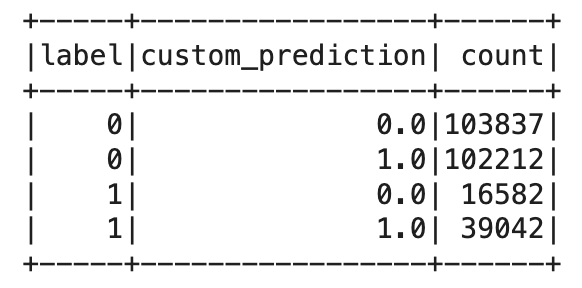 +-----+-----------------+------+
|label|custom_prediction| count|
+-----+-----------------+------+
|    0|              0.0|103837|
|    0|              1.0|102212|
|    1|              0.0| 16582|
|    1|              1.0| 39042|
+-----+-----------------+------+